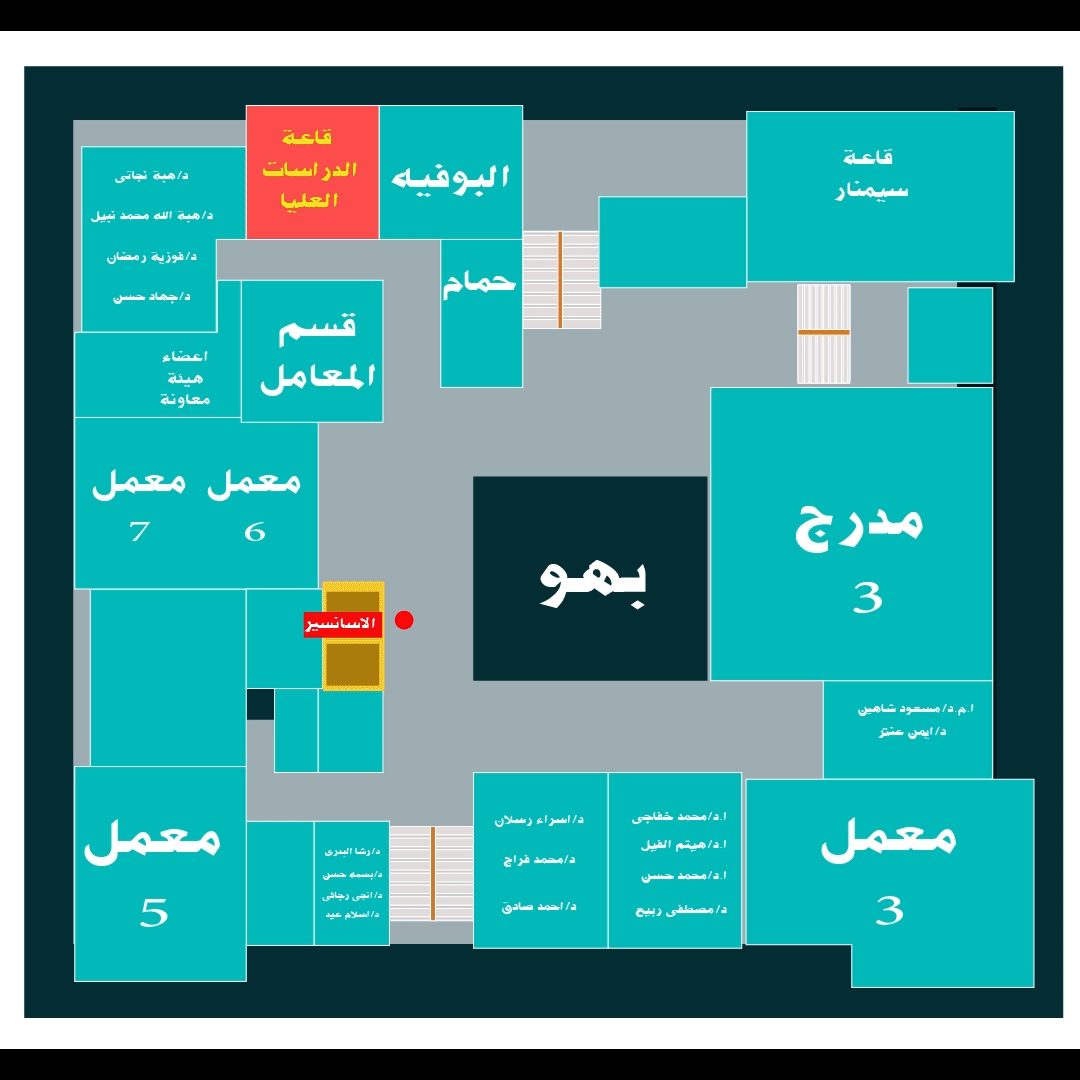 قاعة
الدراسات
العليا
البوفيه
قاعة
سيمنار
د/هبة نجاتى
د/هبة الله محمد نبيل
د/فوزية رمضان
د/جهاد حسن
حمام
قسم
المعامل
اعضاء
هيئة
معاونة
معمل
6
معمل
7
مدرج
3
بهو
الاسانسير
ا.م.د/مسعود شاهين
د/ايمن عنتر
معمل
5
د/رشا البدرى
د/بسمه حسن
د/انجى رجائى
د/اسلام عيد
د/اسراء رسلان
د/محمد فراج
د/احمد صادق
ا.د/محمد خفاجى
ا.د/هيثم الفيل
ا.د/محمد حسن
د/مصطفى ربيع
معمل
3